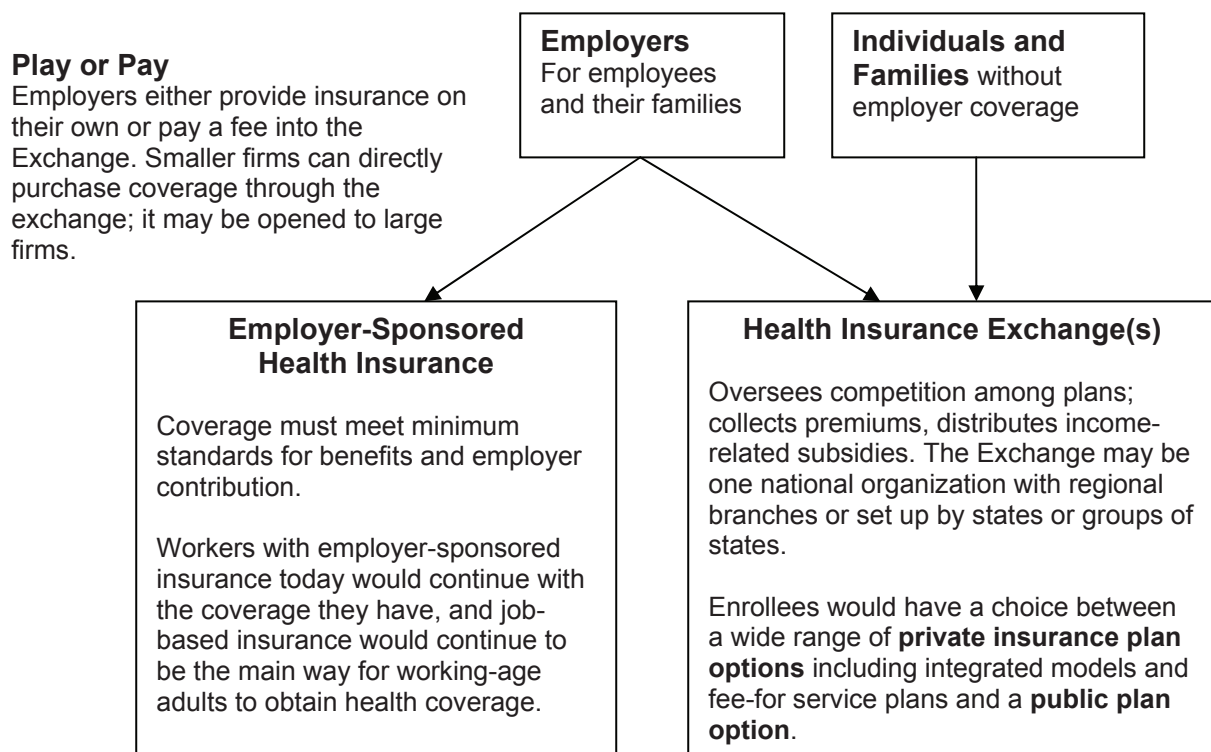 Play or Pay
Employers either provide insurance on
their own or pay a fee into the
Exchange. Smaller firms can directly
purchase coverage through the
exchange; it may be opened to large
firms.
Employers
For employees
and their families
Individuals and
Families without
employer coverage
Employer-Sponsored
Health Insurance
Coverage must meet minimum
standards for benefits and employer
contribution.
Workers with employer-sponsored
insurance today would continue with
the coverage they have, and job-
based insurance would continue to
be the main way for working-age
adults to obtain health coverage.
Health Insurance Exchange(s)
Oversees competition among plans;
collects premiums, distributes income-
related subsidies. The Exchange may be
one national organization with regional
branches or set up by states or groups of
states.
Enrollees would have a choice between
a wide range of private insurance plan
options including integrated models and
fee-for service plans and a public plan
option.